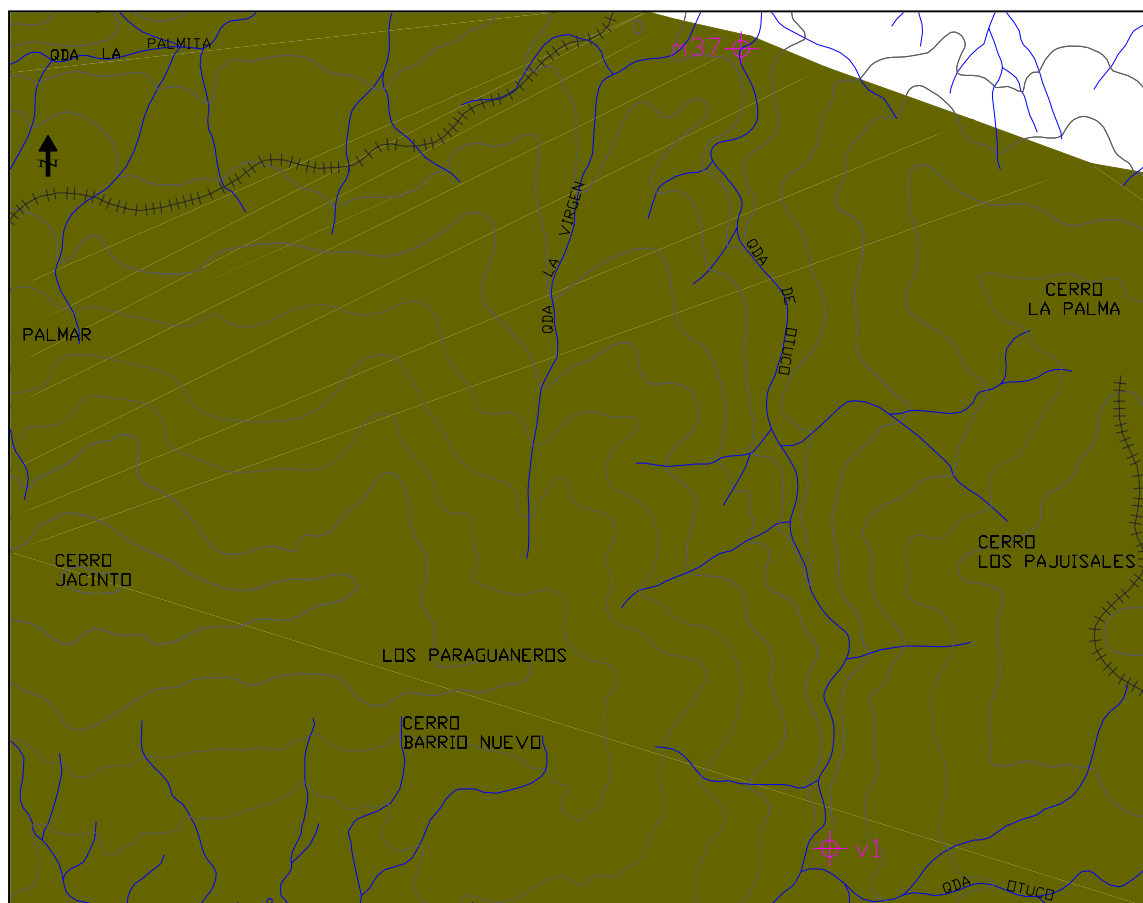 QDA LA PALMITA
v37
N
QDA LA VIRGEN
QDA DE OTUCO
CERRO
LA PALMA
PALMAR
CERRO
JACINTO
CERRO
LOS PAJUISALES
LOS PARAGUANEROS
CERRO
BARRIO NUEVO
v1
QDA OTUCO